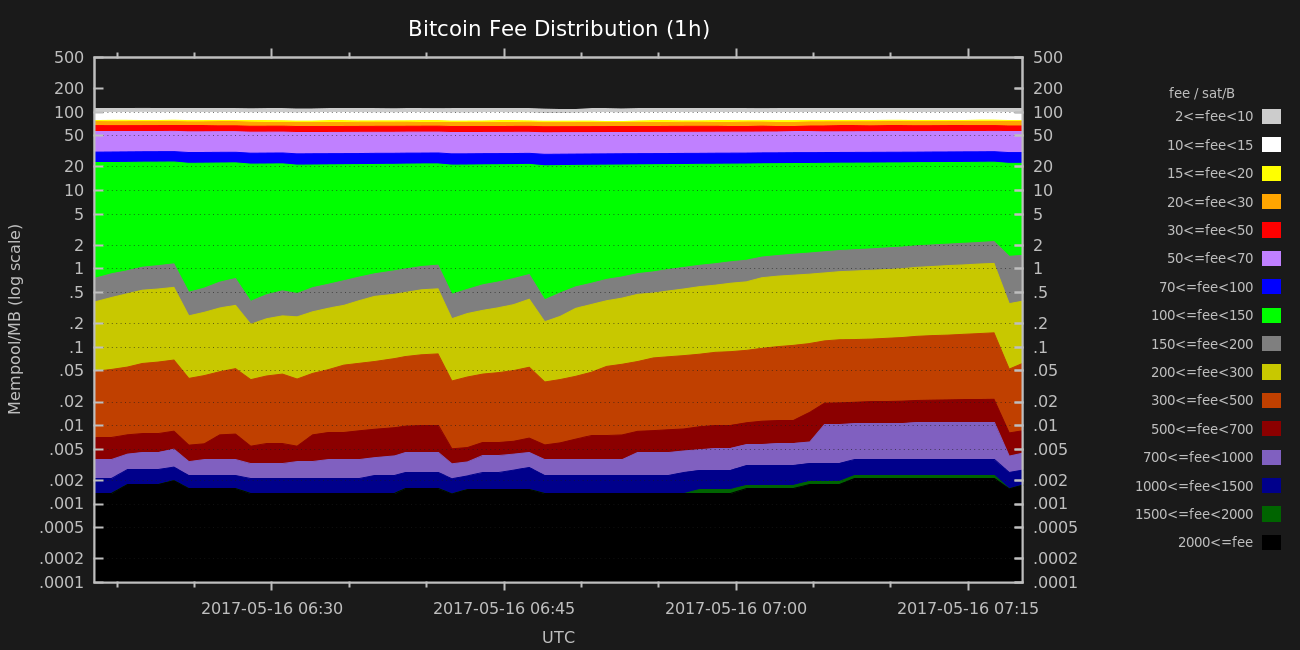 Bitcoin Fee Distribution (1h)
Mempool/MB (log scale)
500
200
100
50
20
10
5
2
1
.5
.2
.1
.05
.02
.01
.005
.002
.001
.0005
.0002
.0001
500
200
100
50
20
10
5
2
1
.5
.2
.1
.05
.02
.01
.005
.002
.001
.0005
.0002
.0001
2017-05-16 06:30
2017-05-16 06:45
2017-05-16 07:00
2017-05-16 07:15
UTC
fee / sat/B
2<=fee<10
10<=fee<15
15<=fee<20
20<=fee<30
30<=fee<50
50<=fee<70
70<=fee<100
100<=fee<150
150<=fee<200
200<=fee<300
300<=fee<500
500<=fee<700
700<=fee<1000
1000<=fee<1500
1500<=fee<2000
2000<=fee